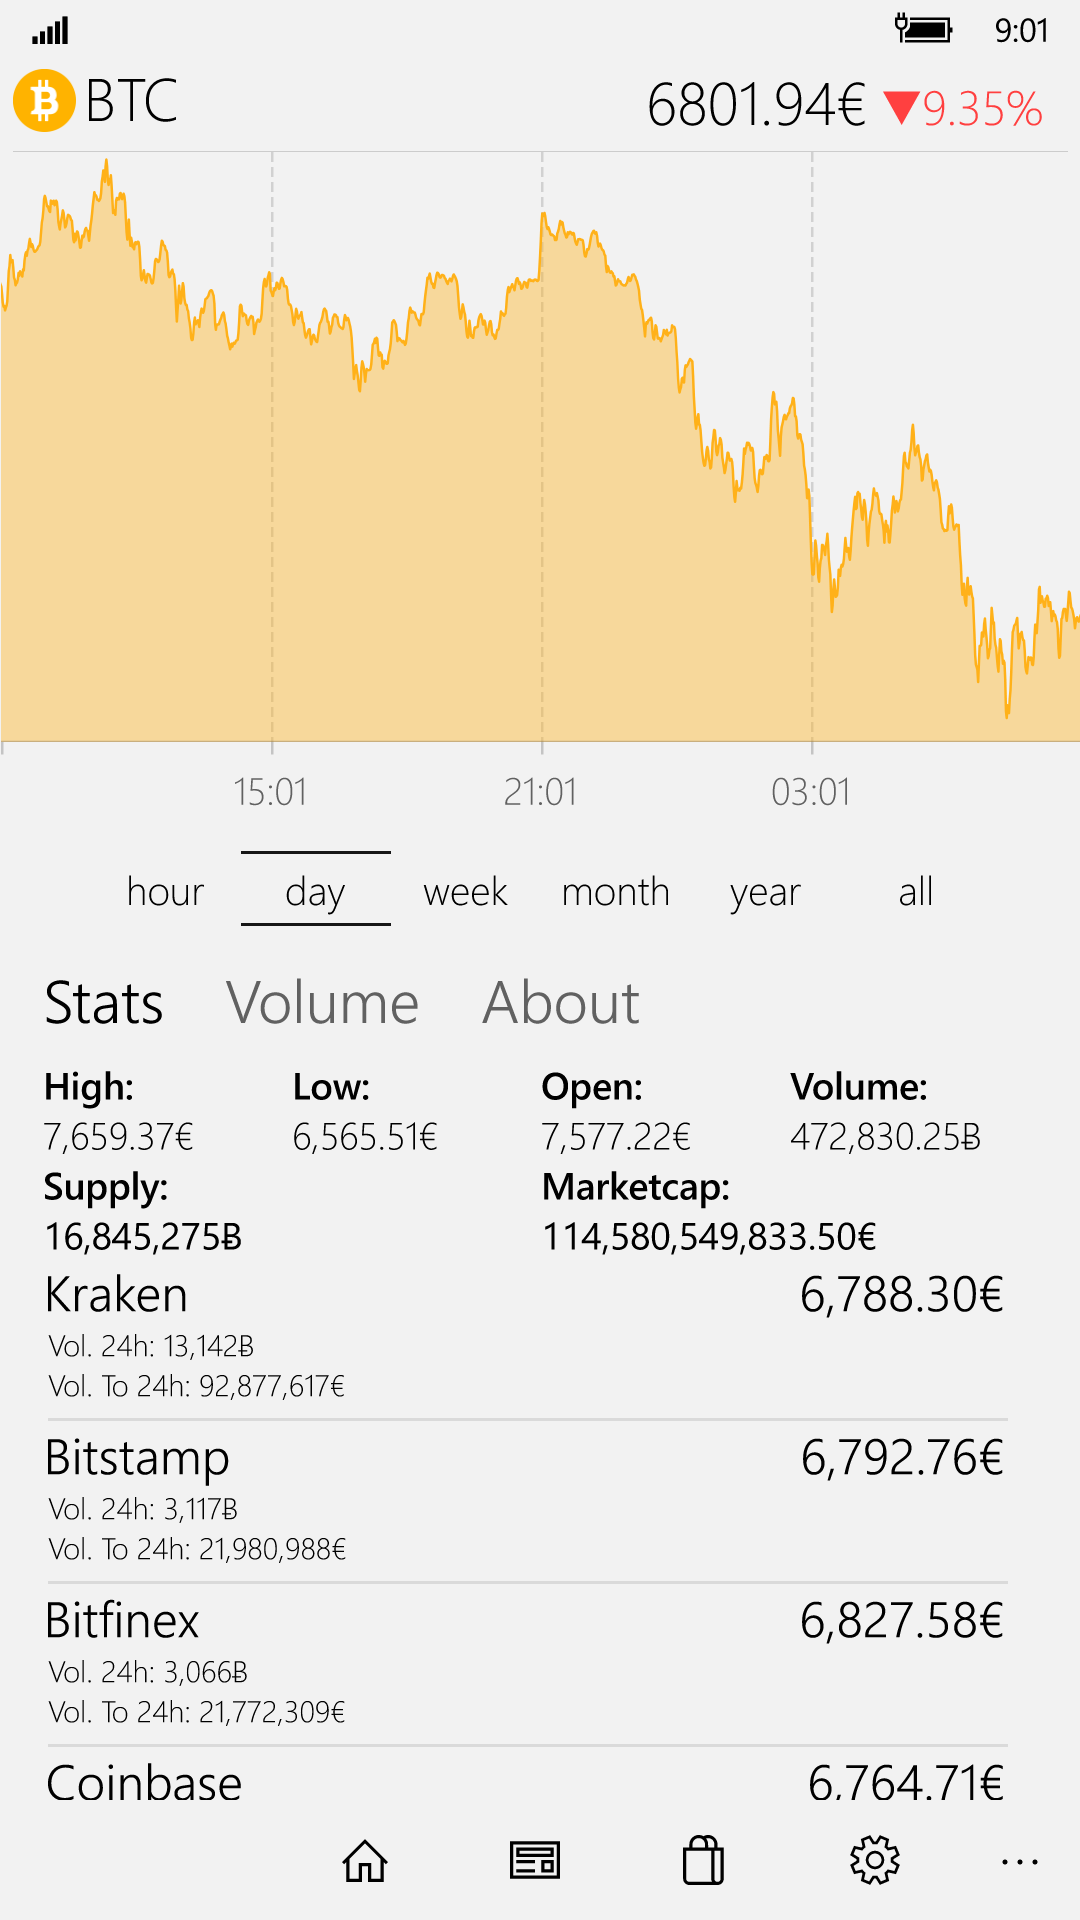 9:01
BTC 6801.94€ ▼9.35%
15:01 21:01 03:01
hour day week month year all
Stats Volume About
High: Low: Open: Volume:
7,659.37€ 6,565.51€ 7,577.22€ 472,830.25Ƀ
Supply: Marketcap:
16,845,275Ƀ 114,580,549,833.50€
Kraken 6,788.30€
Vol. 24h: 13,142Ƀ
Vol. To 24h: 92,877,617€
Bitstamp 6,792.76€
Vol. 24h: 3,117Ƀ
Vol. To 24h: 21,980,988€
Bitfinex 6,827.58€
Vol. 24h: 3,066Ƀ
Vol. To 24h: 21,772,309€
Coinbase 6,764.71€